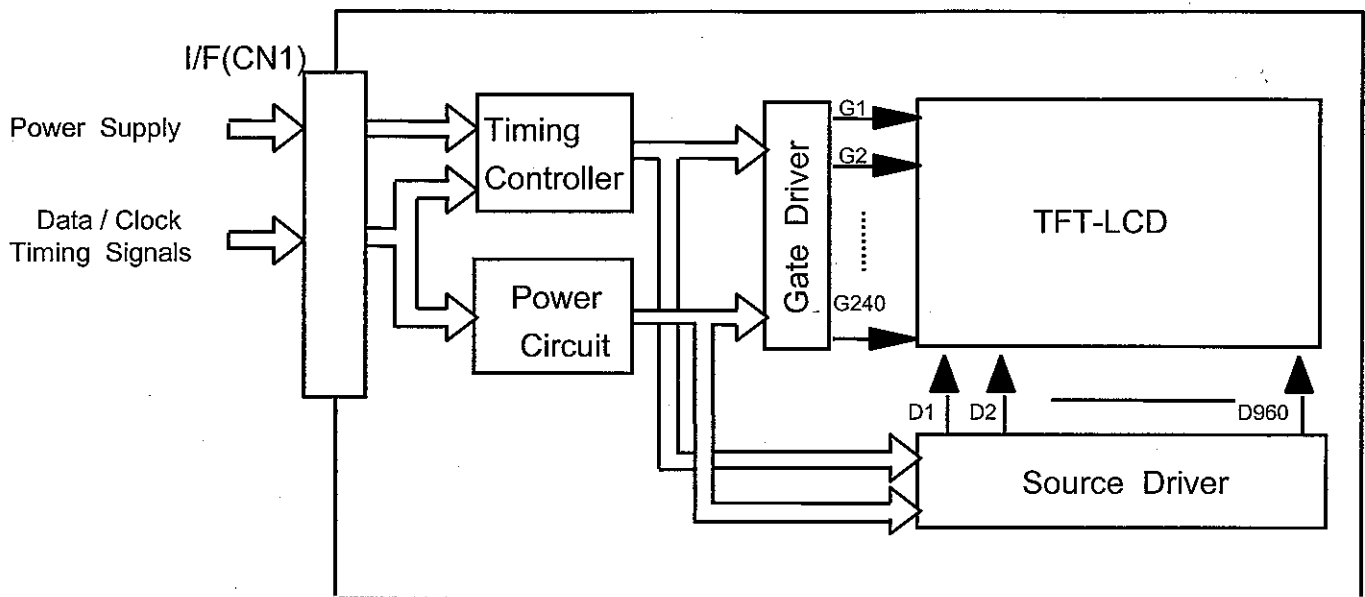 I/F(CN1)
Power Supply
Data / Clock
Timing Signals
Timing
Controller
Power
Circuit
Gate Driver
G1
G2
G240
TFT-LCD
D1
D2
D960
Source Driver